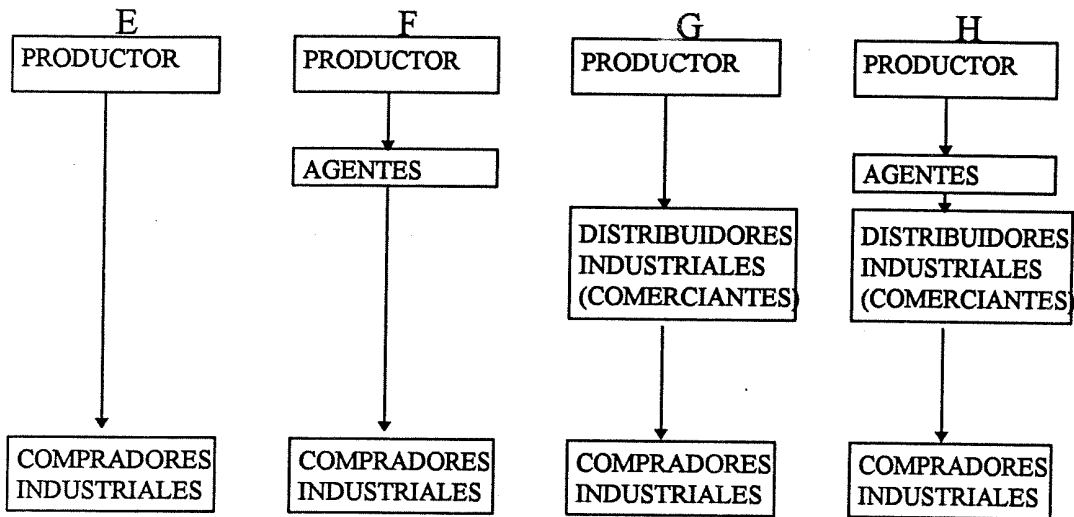 E
PRODUCTOR
COMPRADORES
INDUSTRIALES
F
PRODUCTOR
AGENTES
COMPRADORES
INDUSTRIALES
G
PRODUCTOR
DISTRIBUIDORES
INDUSTRIALES
(COMERCIANTES)
COMPRADORES
INDUSTRIALES
H
PRODUCTOR
AGENTES
DISTRIBUIDORES
INDUSTRIALES
(COMERCIANTES)
COMPRADORES
INDUSTRIALES